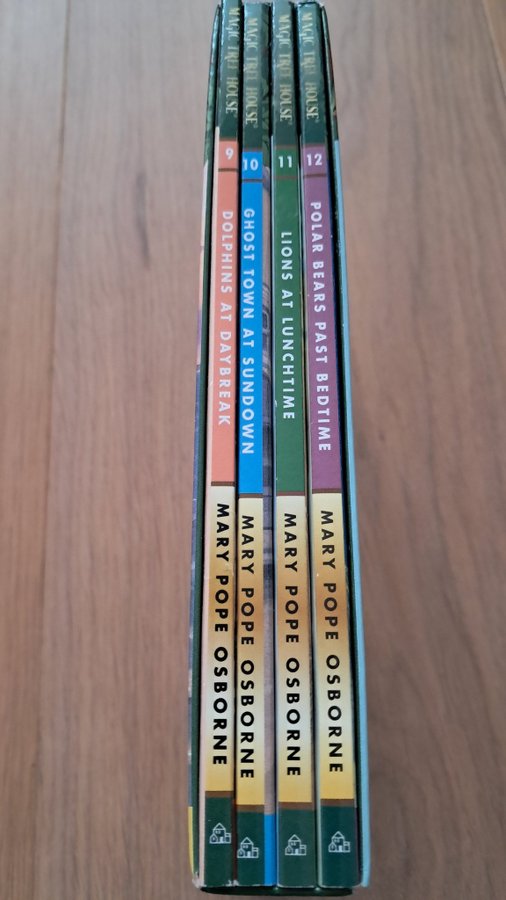 MAGIC TREE HOUSE®
9
DOLPHINS AT DAYBREAK
MARY POPE OSBORNE
MAGIC TREE HOUSE®
10
GHOST TOWN AT SUNDOWN
MARY POPE OSBORNE
MAGIC TREE HOUSE®
11
LIONS AT LUNCHTIME
MARY POPE OSBORNE
MAGIC TREE HOUSE®
12
POLAR BEARS PAST BEDTIME
MARY POPE OSBORNE